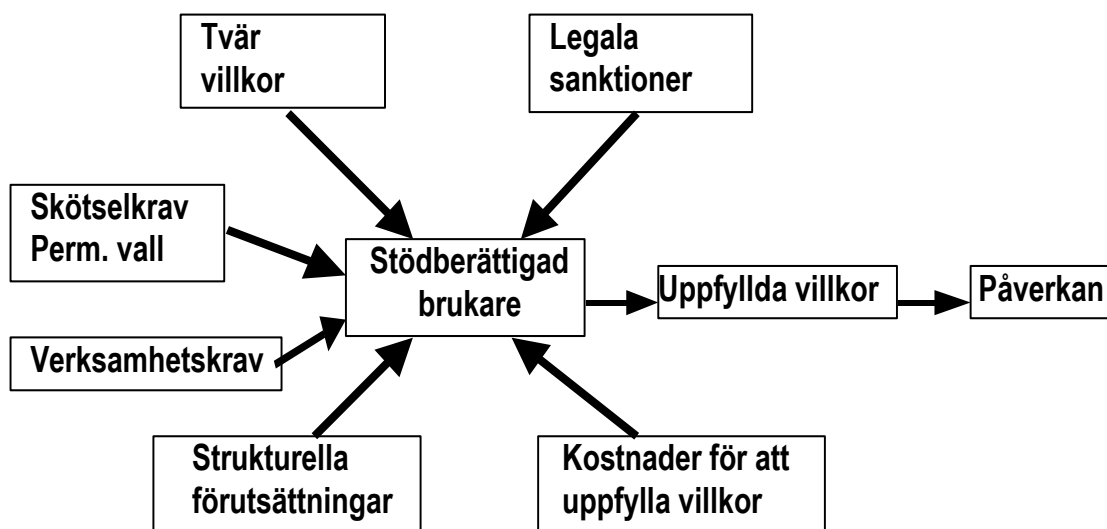 Tvär
villkor
Legala
sanktioner
Skötselkrav
Perm. vall
Stödberättigad
brukare
Uppfyllda villkor
Påverkan
Verksamhetskrav
Strukturella
förutsättningar
Kostnader för att
uppfylla villkor